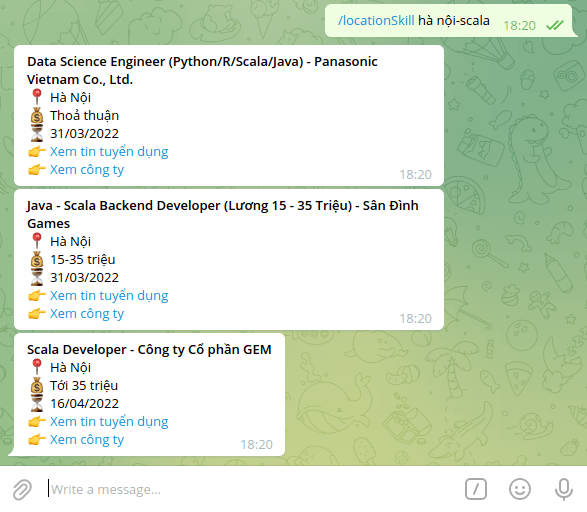 /locationSkill hà nội-scala
18:20
Data Science Engineer (Python/R/Scala/Java) - Panasonic
Vietnam Co., Ltd.
Hà Nội
Thoả thuận
31/03/2022
Xem tin tuyển dụng
Xem công ty
18:20
Java - Scala Backend Developer (Lương 15 - 35 Triệu) - Sân Đình
Games
Hà Nội
15-35 triệu
31/03/2022
Xem tin tuyển dụng
Xem công ty
18:20
Scala Developer - Công ty Cổ phần GEM
Hà Nội
Tới 35 triệu
16/04/2022
Xem tin tuyển dụng
Xem công ty
18:20
Write a message...